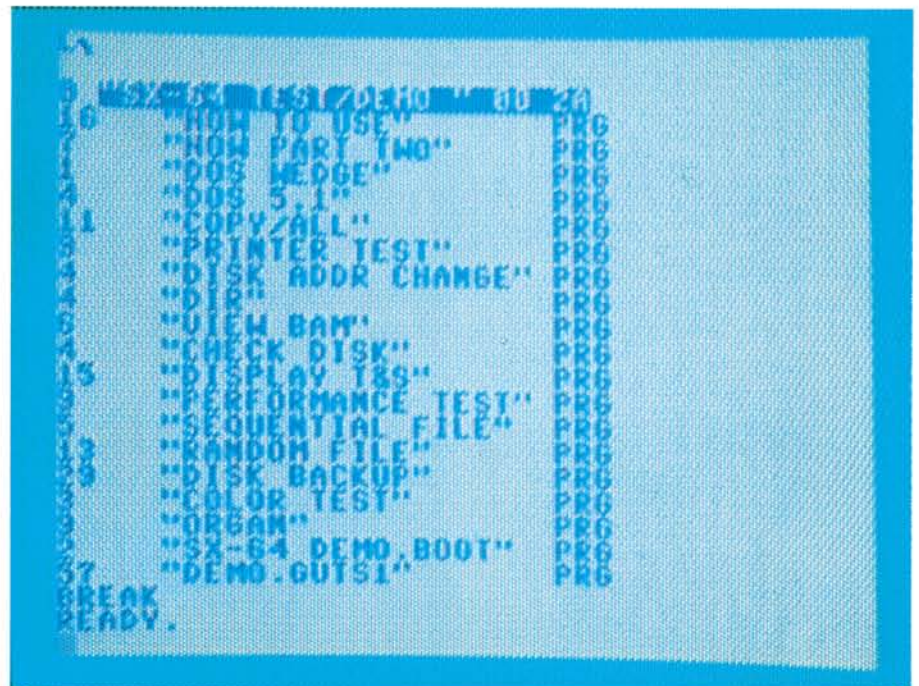 "HOW TO USE" PRG
"HOW PART TWO" PRG
"DOS WEDGE" PRG
"DOS 5.1" PRG
"COPY/ALL" PRG
"PRINTER TEST" PRG
"DISK ADDR CHANGE" PRG
"DIR" PRG
"VIEW BAM" PRG
"CHECK DISK" PRG
"DISPLAY T&S" PRG
"PERFORMANCE TEST" PRG
"SEQUENTIAL FILE" PRG
"RANDOM FILE" PRG
"DISK BACKUP" PRG
"COLOR TEST" PRG
"ORGAN" PRG
"SX-64 DEMO.BOOT" PRG
"DEMO.GUTS1" PRG
BREAK
READY.